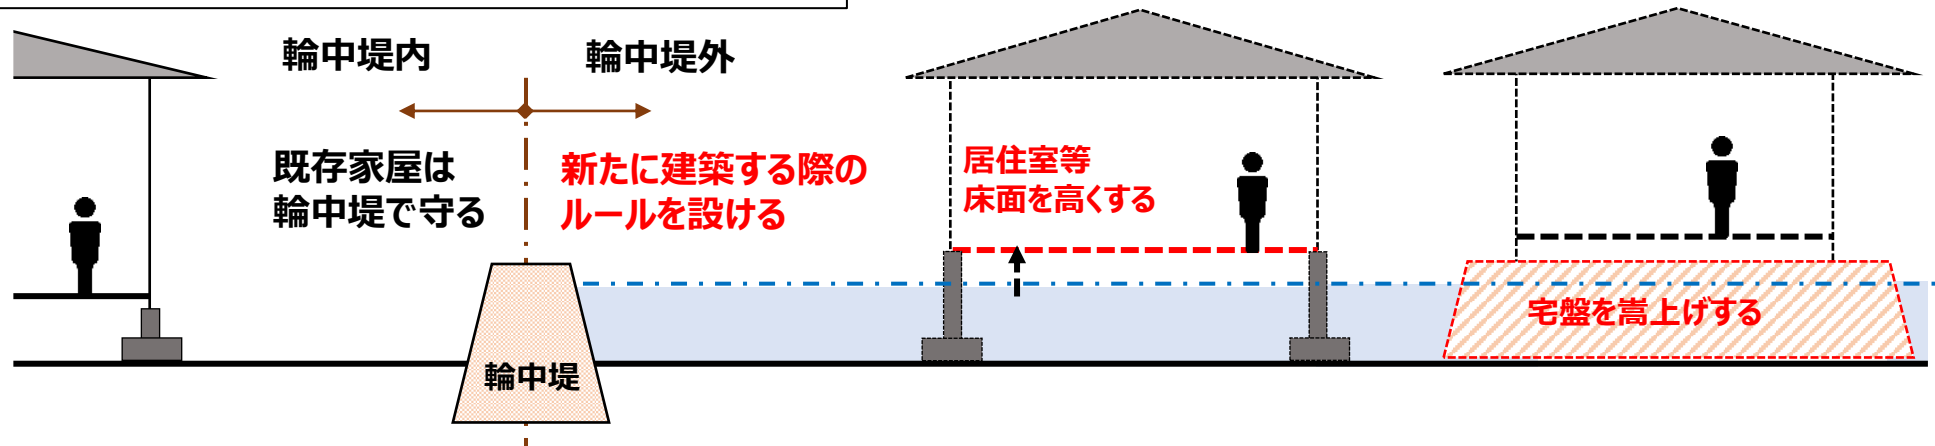 輪中堤内
輪中堤外
既存家屋は
輪中堤で守る
新たに建築する際の
ルールを設ける
居住室等
床面を高くする
宅盤を嵩上げする
輪中堤